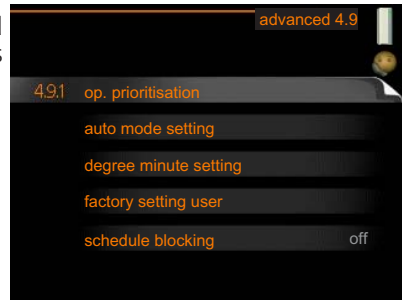 advanced 4.9
4.9.1 op. prioritisation
auto mode setting
degree minute setting
factory setting user
schedule blocking off